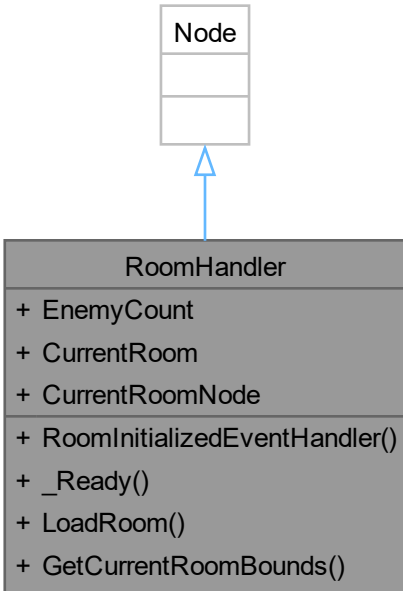 Node
RoomHandler
+ EnemyCount
+ CurrentRoom
+ CurrentRoomNode
+ RoomInitializedEventHandler()
+ _Ready()
+ LoadRoom()
+ GetCurrentRoomBounds()